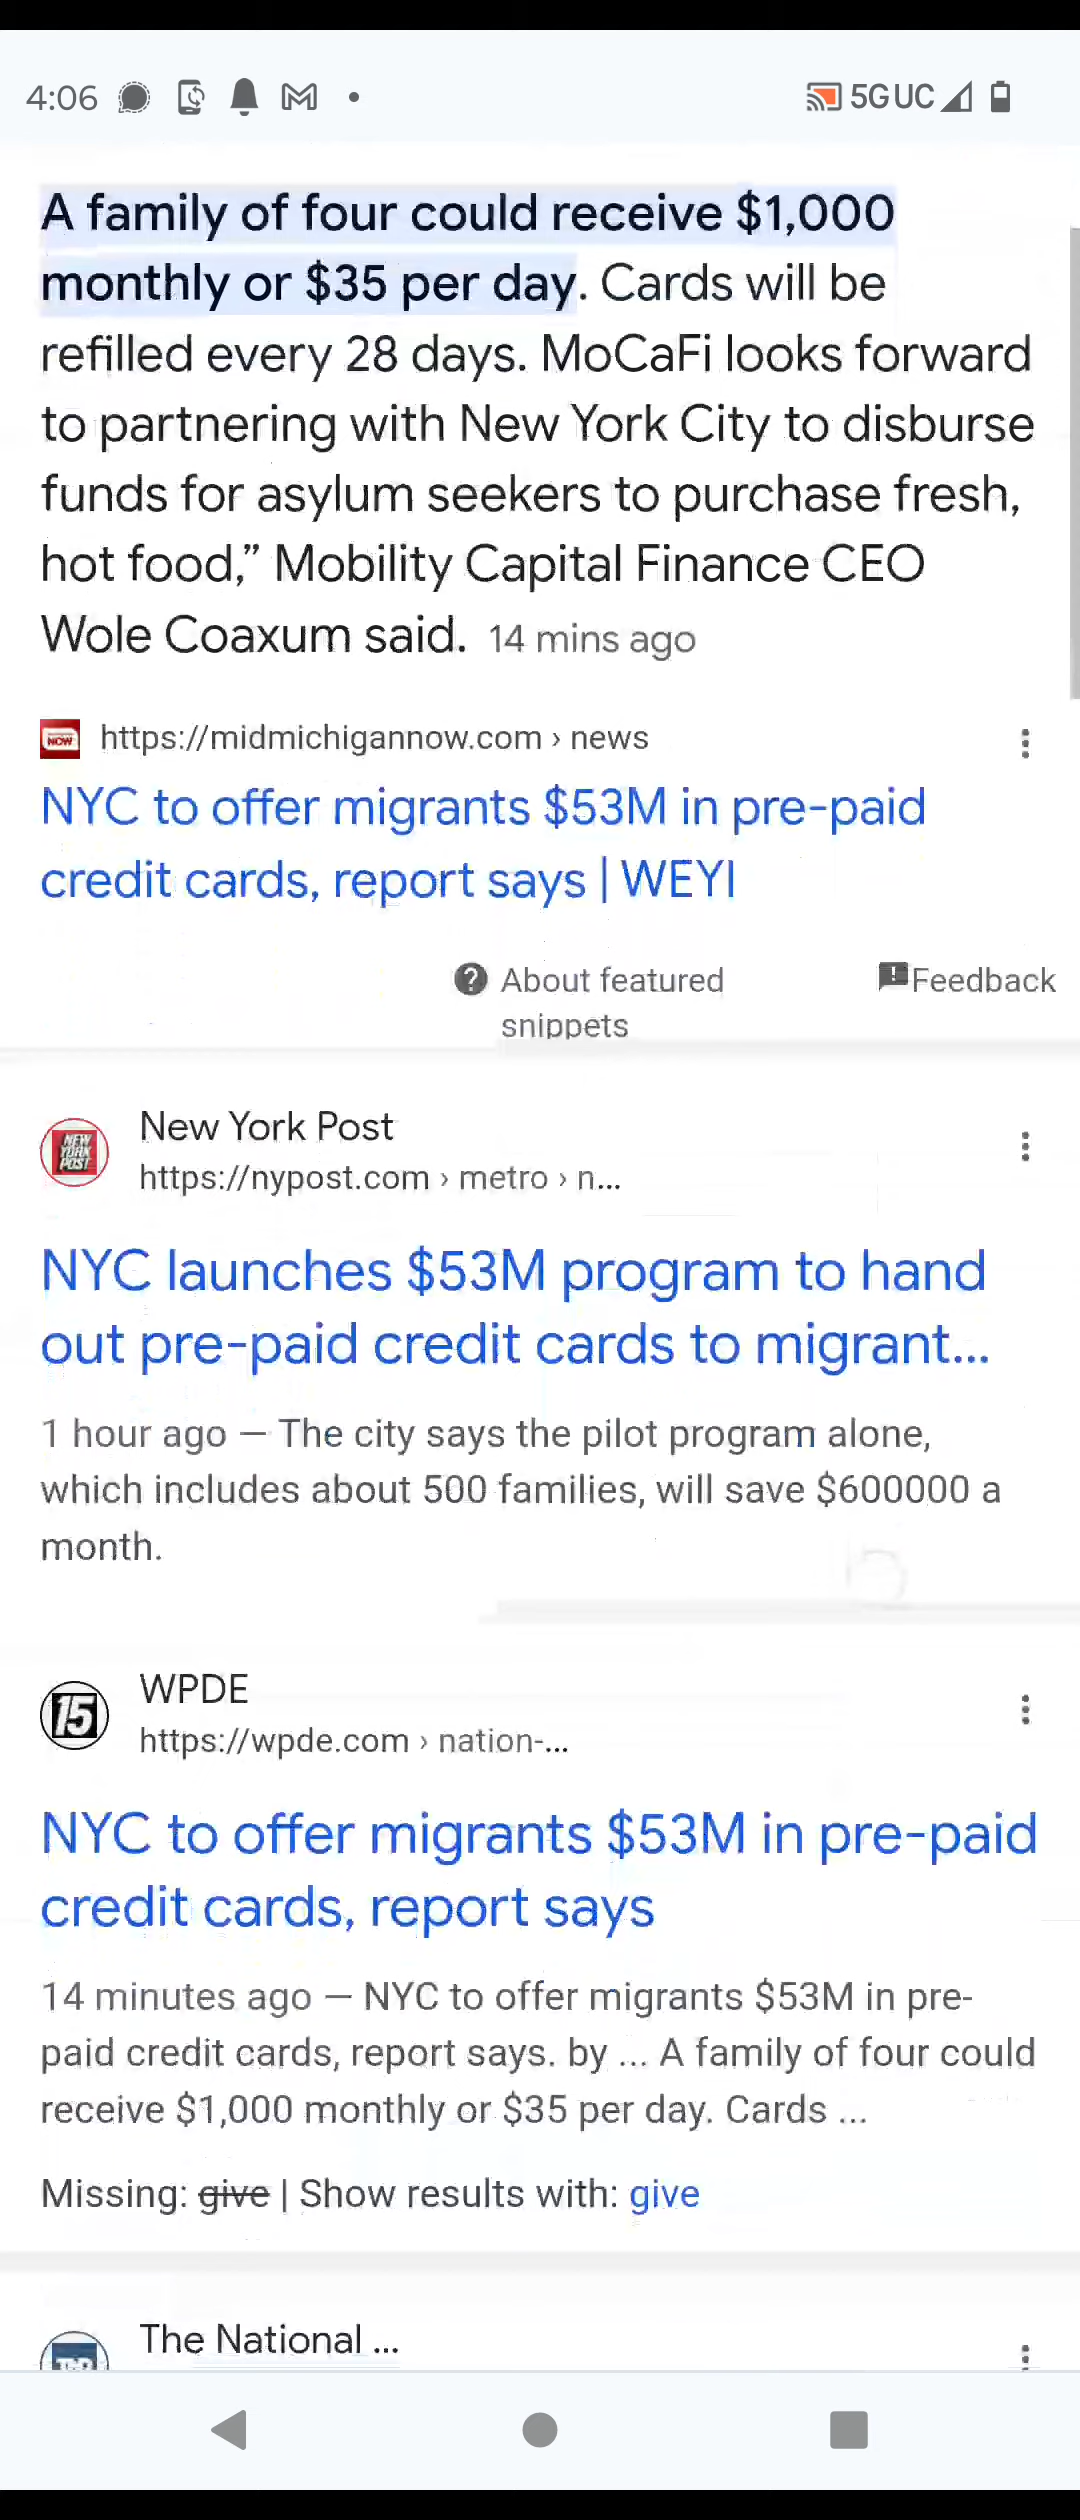 4:06
5G UC
A family of four could receive $1,000
monthly or $35 per day. Cards will be
refilled every 28 days. MoCaFi looks forward
to partnering with New York City to disburse
funds for asylum seekers to purchase fresh,
hot food,” Mobility Capital Finance CEO
Wole Coaxum said. 14 mins ago
NOW
https://midmichigannow.com › news
NYC to offer migrants $53M in pre-paid
credit cards, report says | WEYI
About featured
snippets
Feedback
NEW YORK POST
New York Post
https://nypost.com › metro › n...
NYC launches $53M program to hand
out pre-paid credit cards to migrant...
1 hour ago — The city says the pilot program alone,
which includes about 500 families, will save $600000 a
month.
15
WPDE
https://wpde.com › nation-...
NYC to offer migrants $53M in pre-paid
credit cards, report says
14 minutes ago — NYC to offer migrants $53M in pre-
paid credit cards, report says. by ... A family of four could
receive $1,000 monthly or $35 per day. Cards ...
Missing: give | Show results with: give
The National ...